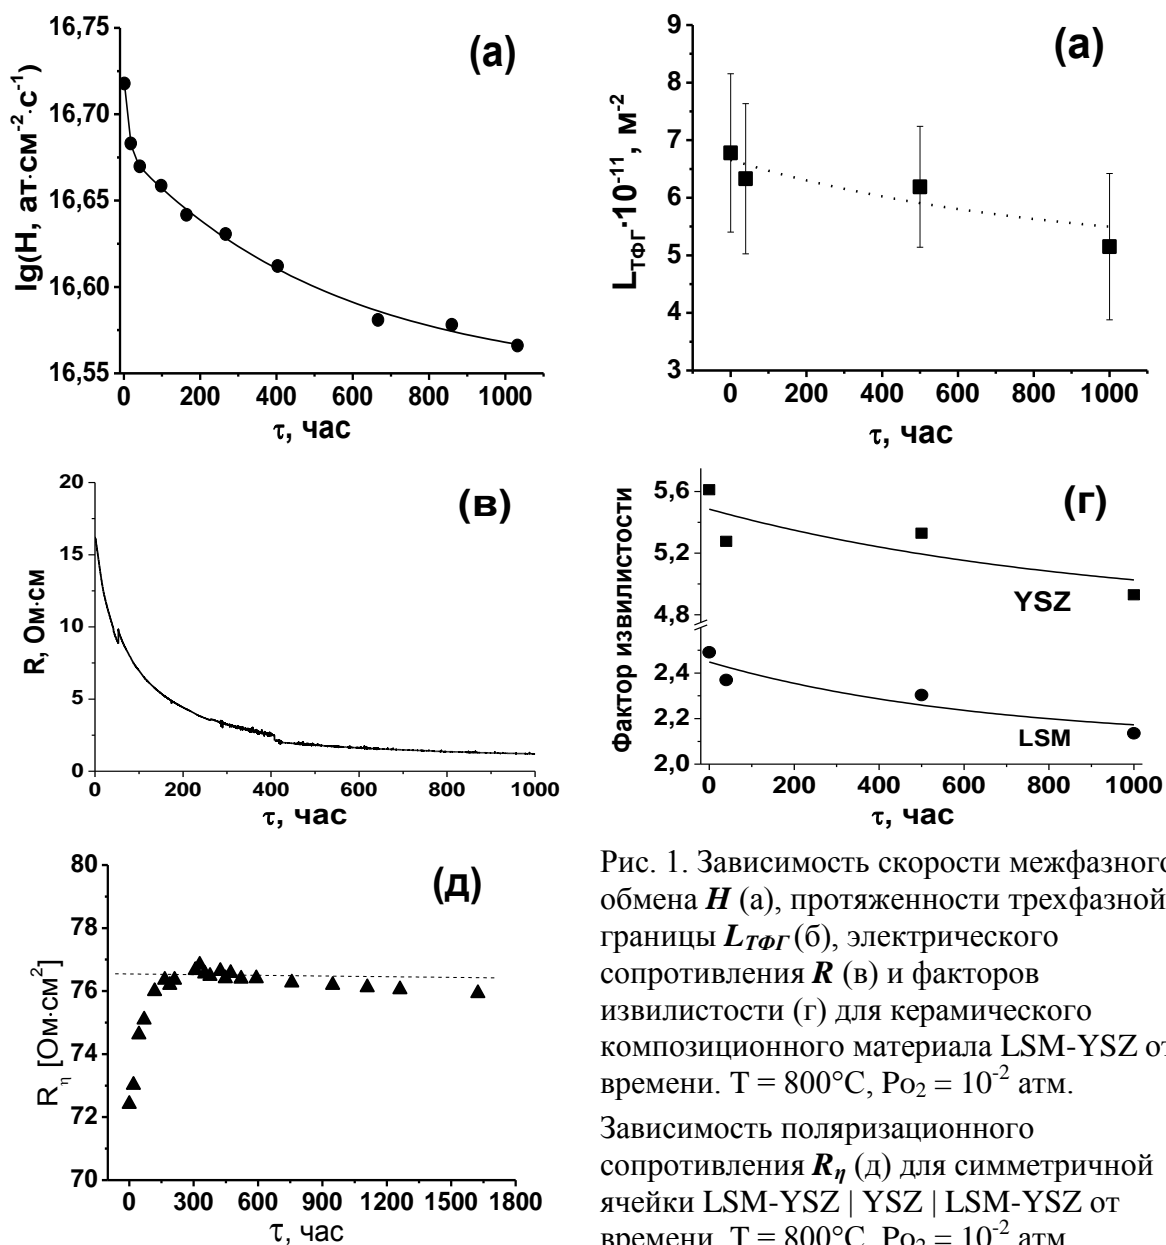 (а)
lg(H, ат·см⁻²·с⁻¹)
16,75
16,70
16,65
16,60
16,55
0 200 400 600 800 1000
τ, час
(а)
L_ТФГ·10⁻¹¹, м⁻²
9
8
7
6
5
4
3
0 200 400 600 800 1000
τ, час
(в)
R, Ом·см
20
15
10
5
0
0 200 400 600 800 1000
τ, час
(г)
Фактор извилистости
5,6
5,2
4,8
2,4
2,2
2,0
YSZ
LSM
0 200 400 600 800 1000
τ, час
(д)
R_η [Ом·см²]
80
78
76
74
72
70
0 300 600 900 1200 1500 1800
τ, час
Рис. 1. Зависимость скорости межфазного
обмена H (а), протяженности трехфазной
границы L_ТФГ (б), электрического
сопротивления R (в) и факторов
извилистости (г) для керамического
композиционного материала LSM-YSZ от
времени. T = 800°C, Po₂ = 10⁻² атм.
Зависимость поляризационного
сопротивления R_η (д) для симметричной
ячейки LSM-YSZ | YSZ | LSM-YSZ от
времени. T = 800°C, Po₂ = 10⁻² атм